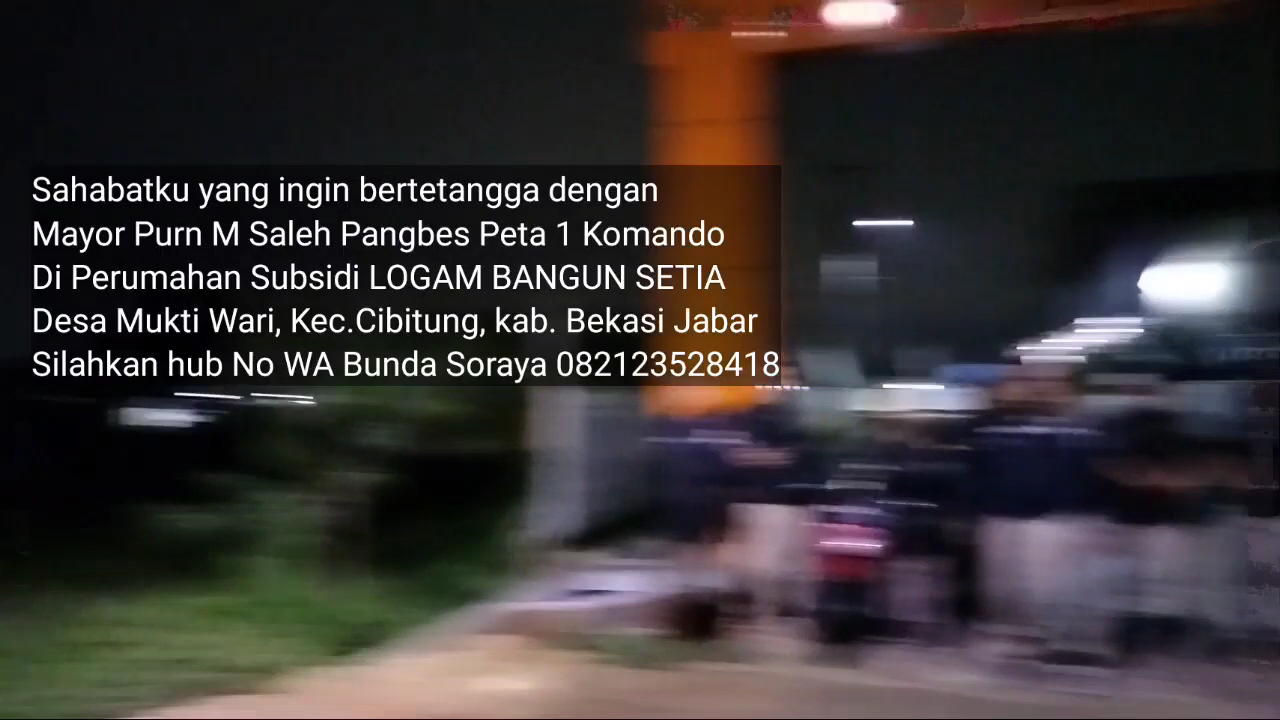 Sahabatku yang ingin bertetangga dengan
Mayor Purn M Saleh Pangbes Peta 1 Komando
Di Perumahan Subsidi LOGAM BANGUN SETIA
Desa Mukti Wari, Kec.Cibitung, kab. Bekasi Jabar
Silahkan hub No WA Bunda Soraya 082123528418